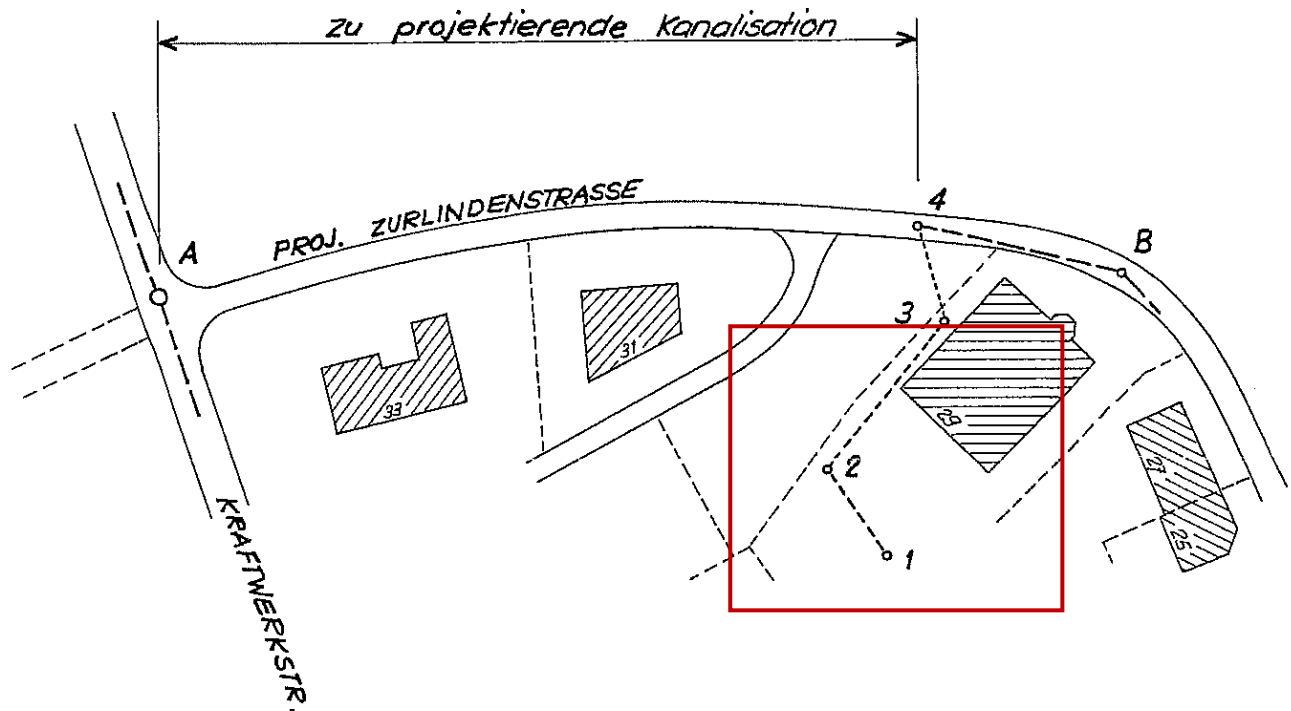 zu projektierende Kanalisation
PROJ. ZURLINDENSTRASSE
4
A
B
3
31
33
29
2
27
1
25
KRAFTWERKSTR.